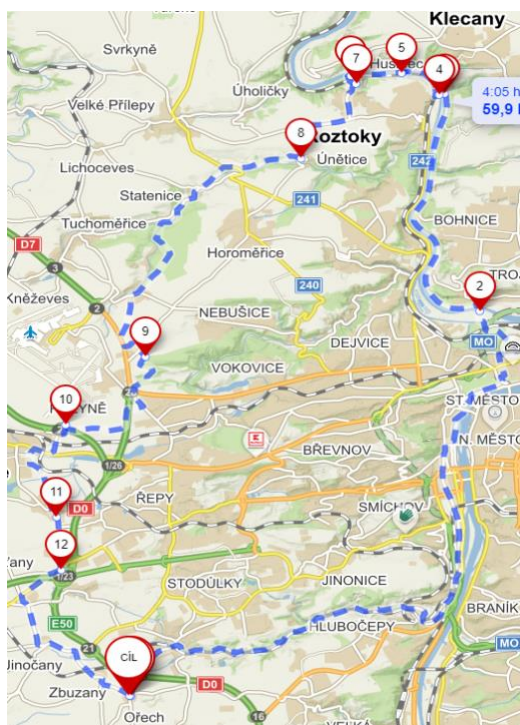 Klecany
Svrkyně
7
5
Husinec
4
4:05 h
59,9
Úholičky
Velké Přílepy
8
Roztoky
Únětice
242
Lichoceves
Statenice
241
BOHNICE
Tuchoměřice
D7
3
Horoměřice
240
2
Kněževes
2
NEBUŠICE
DEJVICE
MO
9
VOKOVICE
ST. MĚSTO
10
N. MĚSTO
BŘEVNOV
1/26
ŘEPY
SMÍCHOV
11
D0
12
1/23
STODŮLKY
JINONICE
BRANÍK
E50
HLUBOČEPY
21
CÍL
MO
Jinočany
Zbuzany
D0
Ořech
16